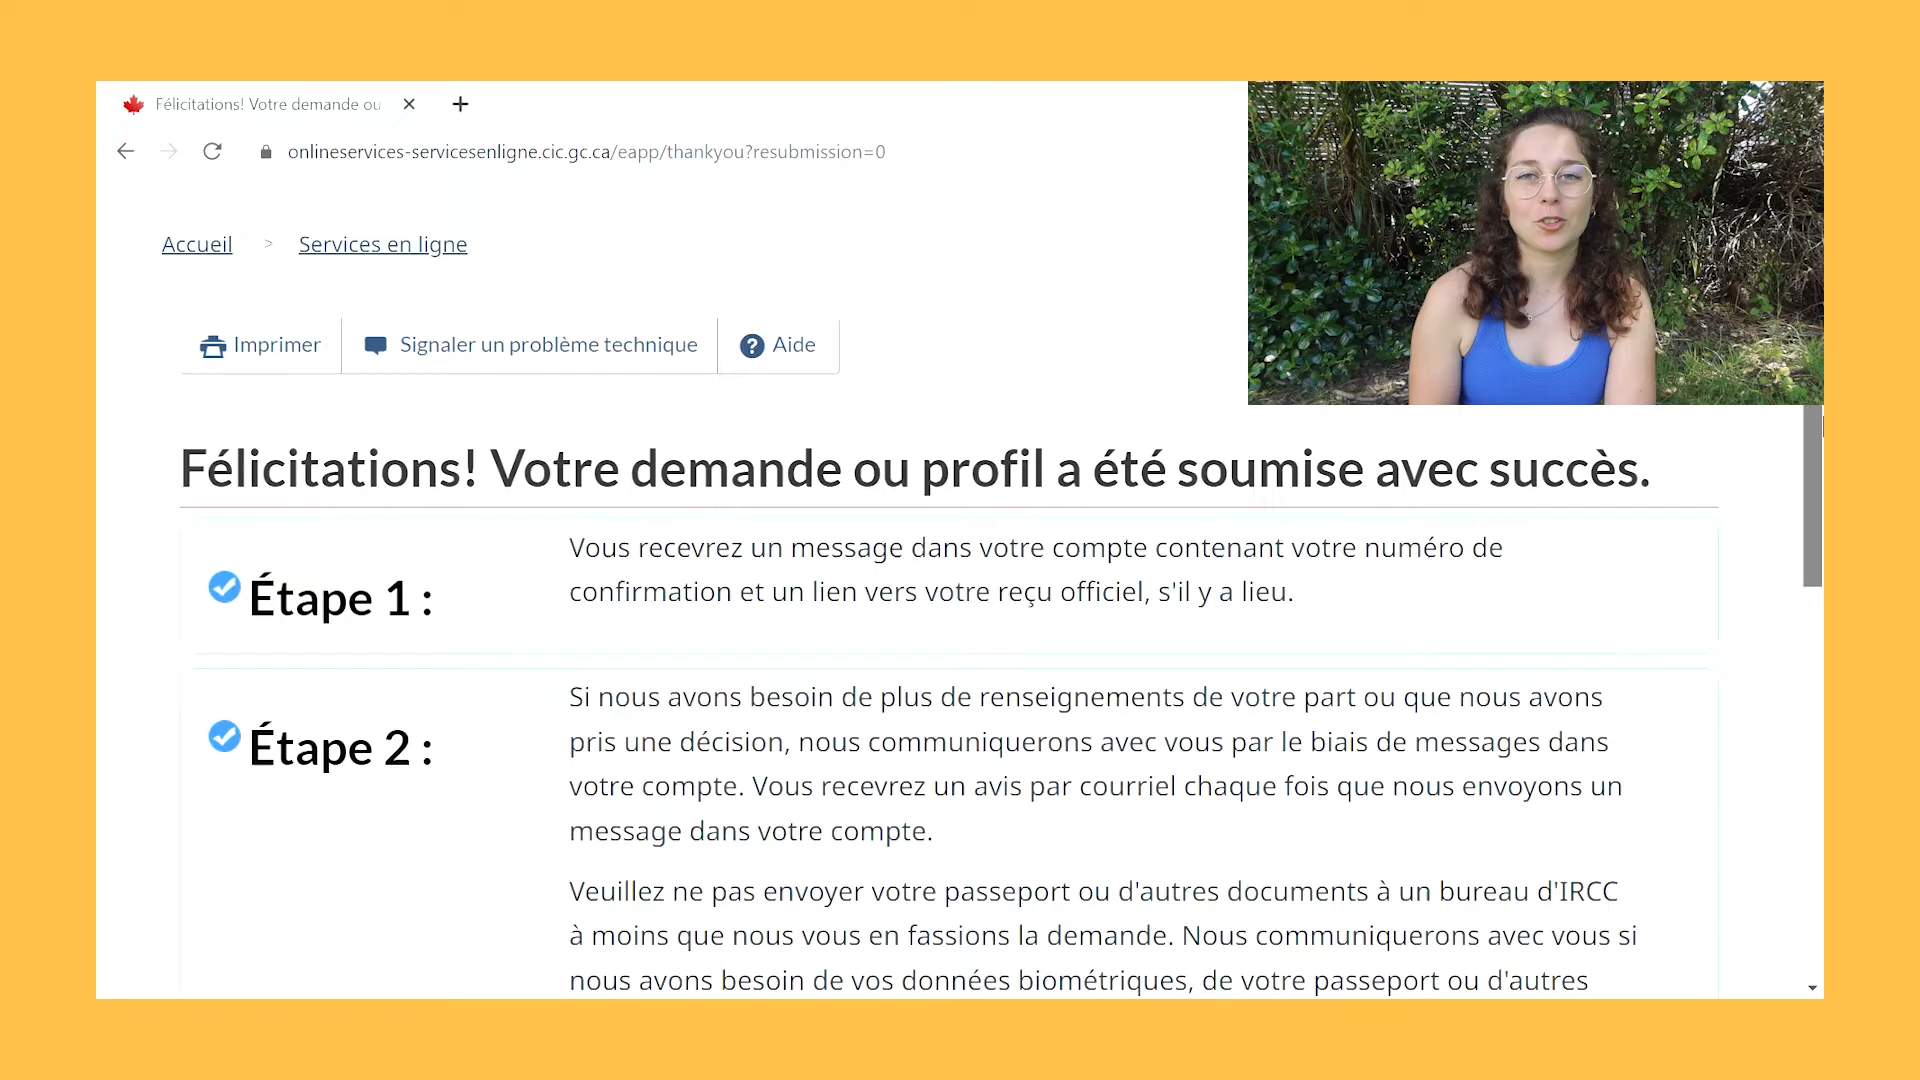 Félicitations! Votre demande ou
onlineservices-servicesenligne.cic.gc.ca/eapp/thankyou?resubmission=0
Accueil > Services en ligne
Imprimer
Signaler un problème technique
Aide
Félicitations! Votre demande ou profil a été soumise avec succès.
Étape 1 :
Vous recevrez un message dans votre compte contenant votre numéro de
confirmation et un lien vers votre reçu officiel, s'il y a lieu.
Étape 2 :
Si nous avons besoin de plus de renseignements de votre part ou que nous avons
pris une décision, nous communiquerons avec vous par le biais de messages dans
votre compte. Vous recevrez un avis par courriel chaque fois que nous envoyons un
message dans votre compte.
Veuillez ne pas envoyer votre passeport ou d'autres documents à un bureau d'IRCC
à moins que nous vous en fassions la demande. Nous communiquerons avec vous si
nous avons besoin de vos données biométriques, de votre passeport ou d'autres